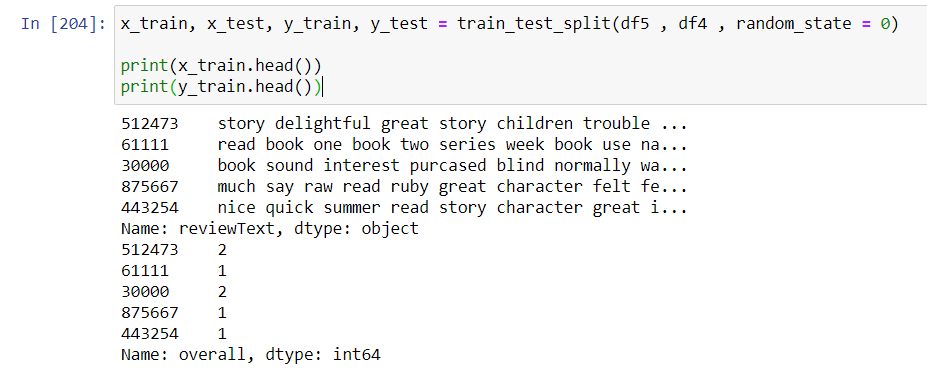 In [204]: x_train, x_test, y_train, y_test = train_test_split(df5 , df4 , random_state = 0)
print(x_train.head())
print(y_train.head())
512473    story delightful great story children trouble ...
61111     read book one book two series week book use na...
30000     book sound interest purcased blind normally wa...
875667    much say raw read ruby great character felt fe...
443254    nice quick summer read story character great i...
Name: reviewText, dtype: object
512473    2
61111     1
30000     2
875667    1
443254    1
Name: overall, dtype: int64